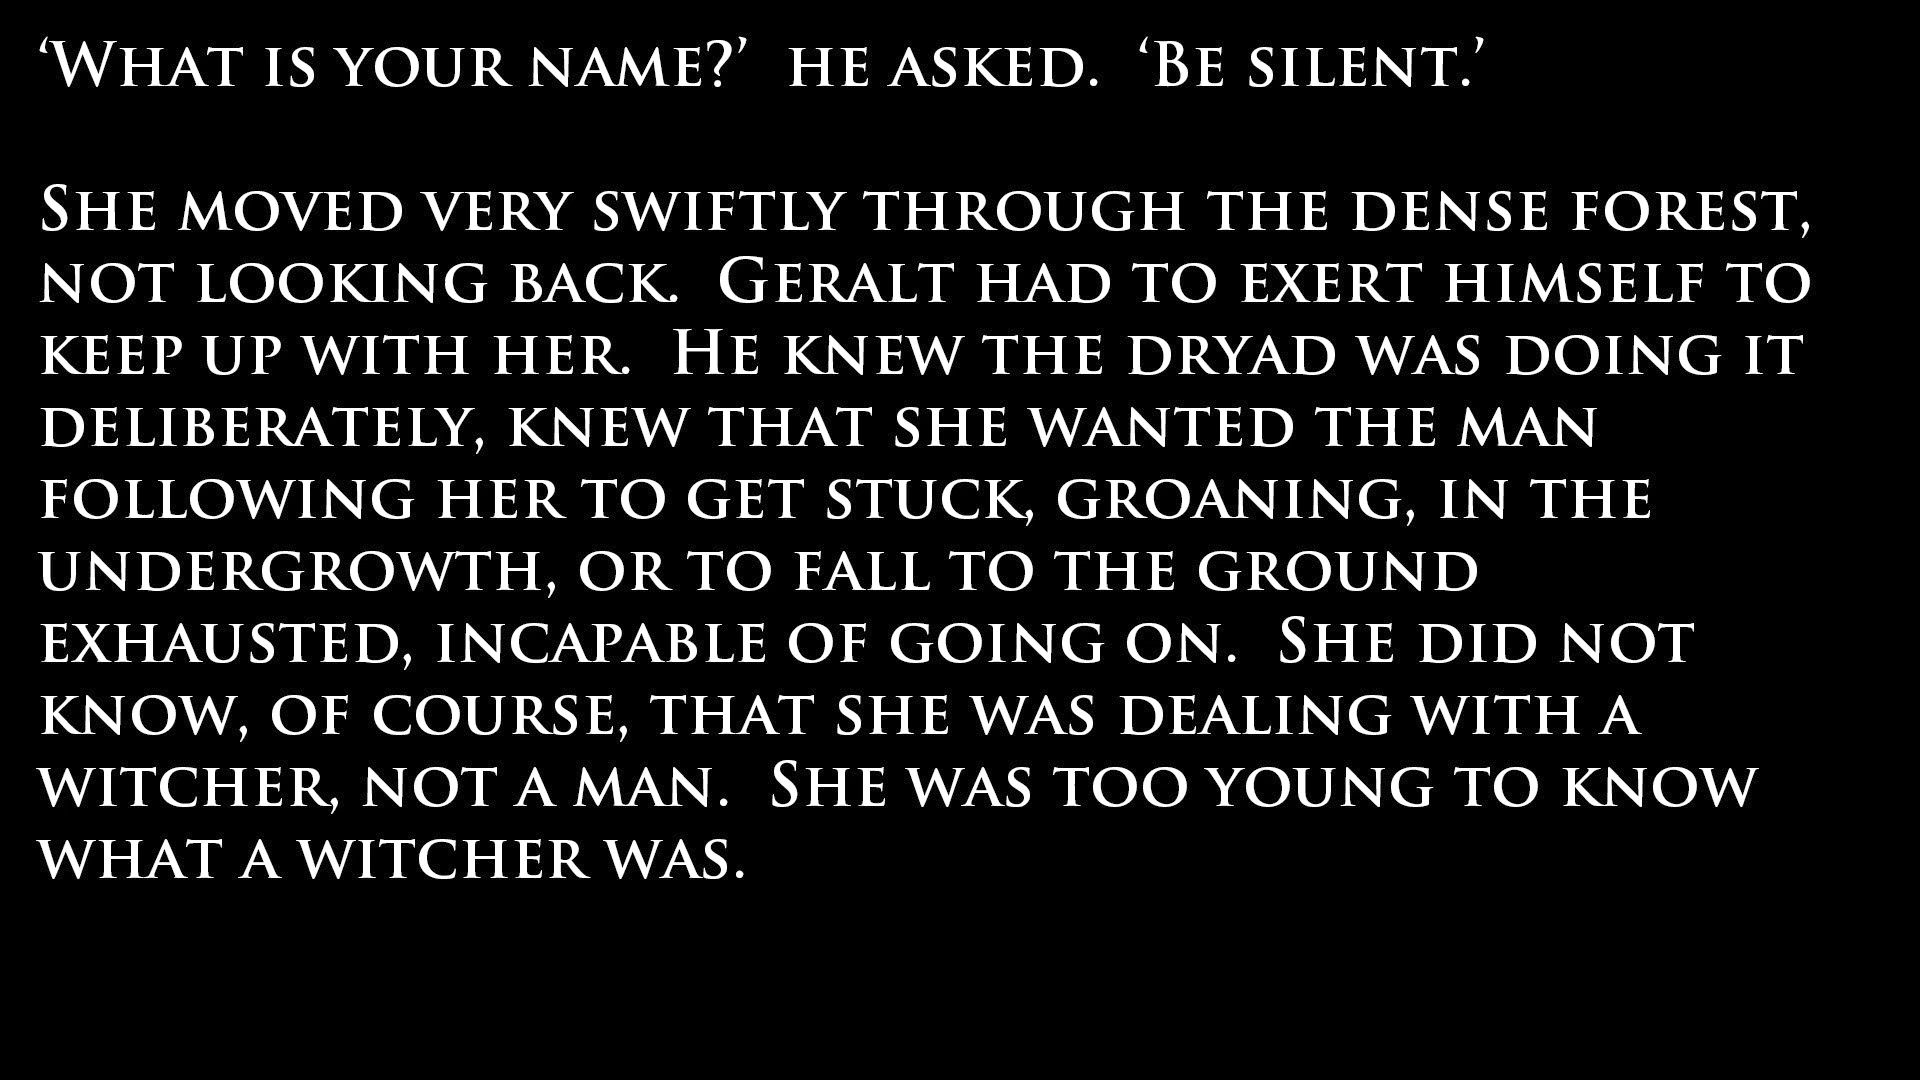 ‘What is your name?’  he asked.  ‘Be silent.’
She moved very swiftly through the dense forest,
not looking back.  Geralt had to exert himself to
keep up with her.  He knew the dryad was doing it
deliberately, knew that she wanted the man
following her to get stuck, groaning, in the
undergrowth, or to fall to the ground
exhausted, incapable of going on.  She did not
know, of course, that she was dealing with a
witcher, not a man.  She was too young to know
what a witcher was.